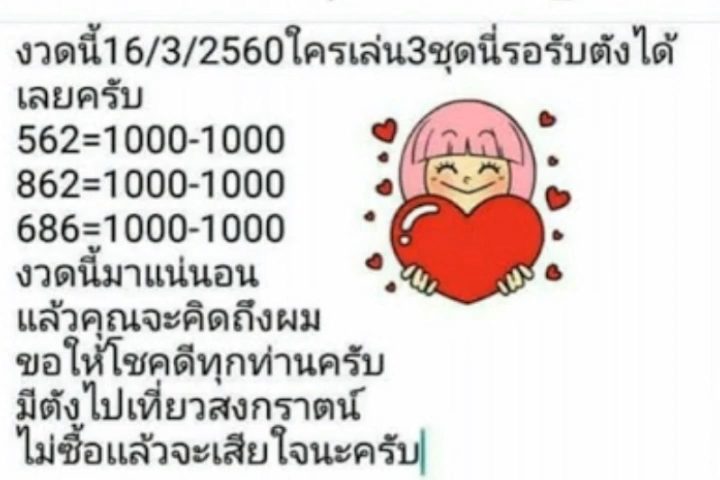 งวดนี้16/3/2560ใครเล่น3ชุดนี่รอรับตังได้
เลยครับ
562=1000-1000
862=1000-1000
686=1000-1000
งวดนี้มาแน่นอน
แล้วคุณจะคิดถึงผม
ขอให้โชคดีทุกท่านครับ
มีตังไปเที่ยวสงกราตน์
ไม่ซื้อแล้วจะเสียใจนะครับ